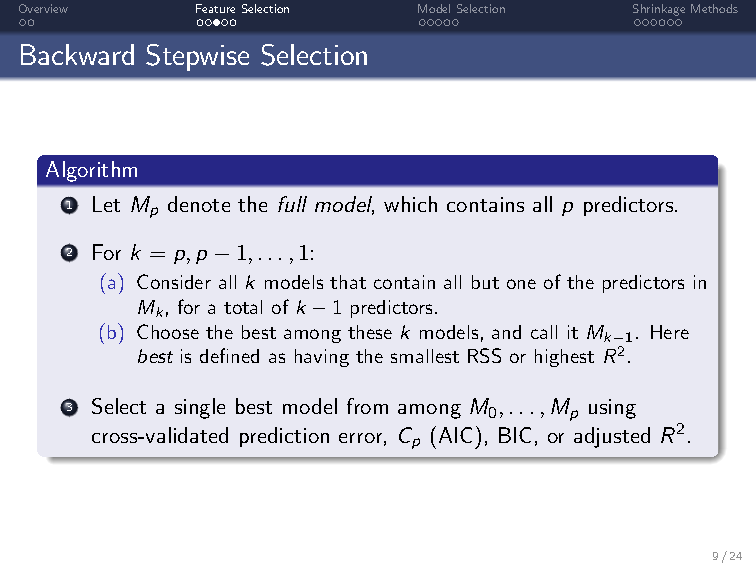 Overview Feature Selection Model Selection Shrinkage Methods
Backward Stepwise Selection
Algorithm
1 Let Mp denote the full model, which contains all p predictors.
2 For k = p, p − 1, . . . , 1:
(a) Consider all k models that contain all but one of the predictors in
Mk, for a total of k − 1 predictors.
(b) Choose the best among these k models, and call it Mk−1. Here
best is defined as having the smallest RSS or highest R².
3 Select a single best model from among M0, . . . , Mp using
cross-validated prediction error, Cp (AIC), BIC, or adjusted R².
9 / 24